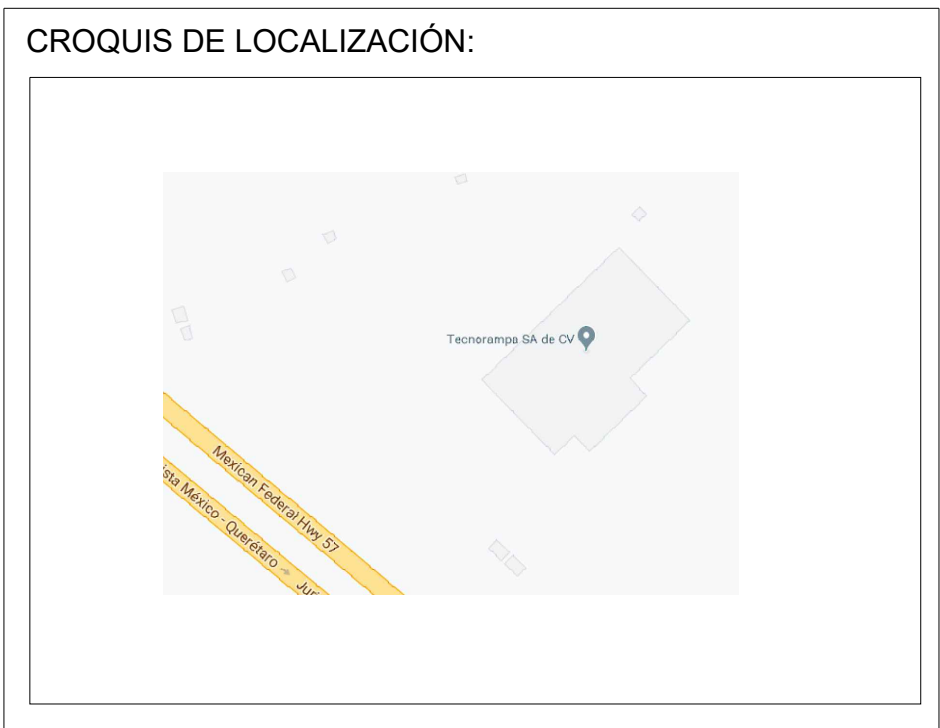 CROQUIS DE LOCALIZACIÓN:
Tecnorampa SA de CV
Mexican Federal Hwy 57
ista México - Querétaro